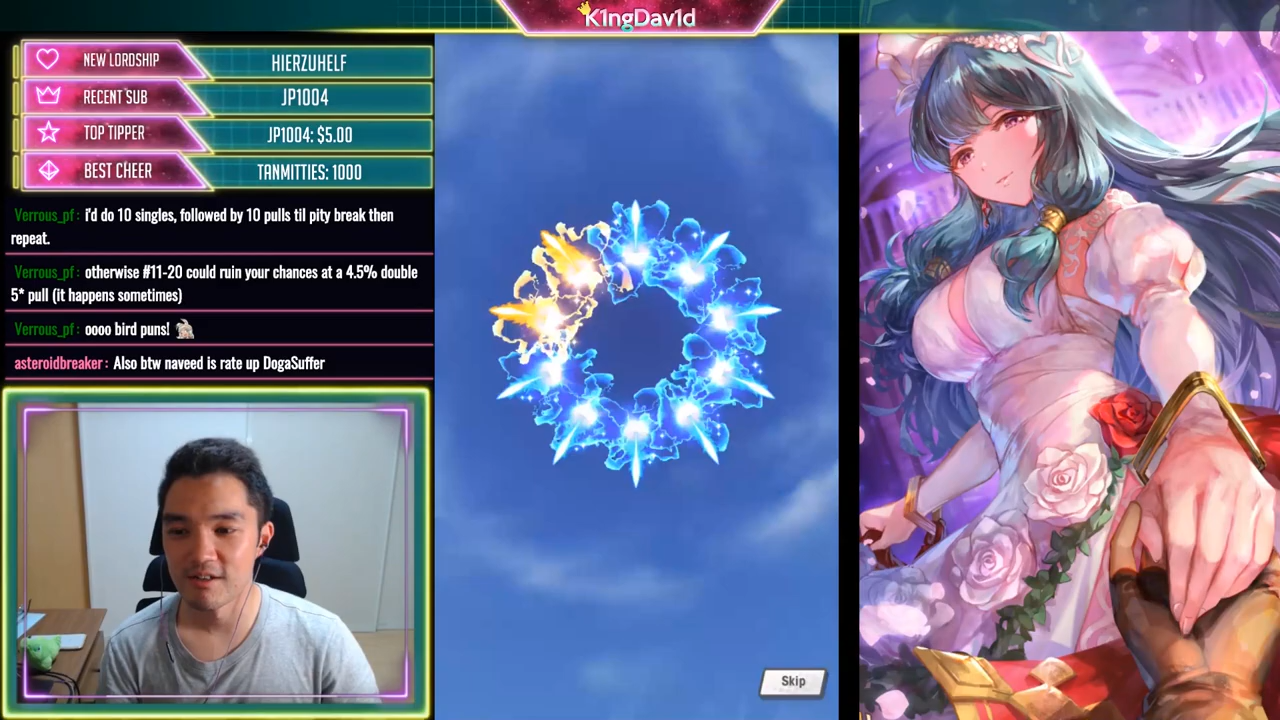 K1ngDav1d
NEW LORDSHIP
HIERZUHELF
RECENT SUB
JP1004
TOP TIPPER
JP1004: $5.00
BEST CHEER
TANMITTIES: 1000
Verrous_pf : i'd do 10 singles, followed by 10 pulls til pity break then
repeat.
Verrous_pf : otherwise #11-20 could ruin your chances at a 4.5% double
5* pull (it happens sometimes)
Verrous_pf : oooo bird puns!
asteroidbreaker : Also btw naveed is rate up DogaSuffer
Skip